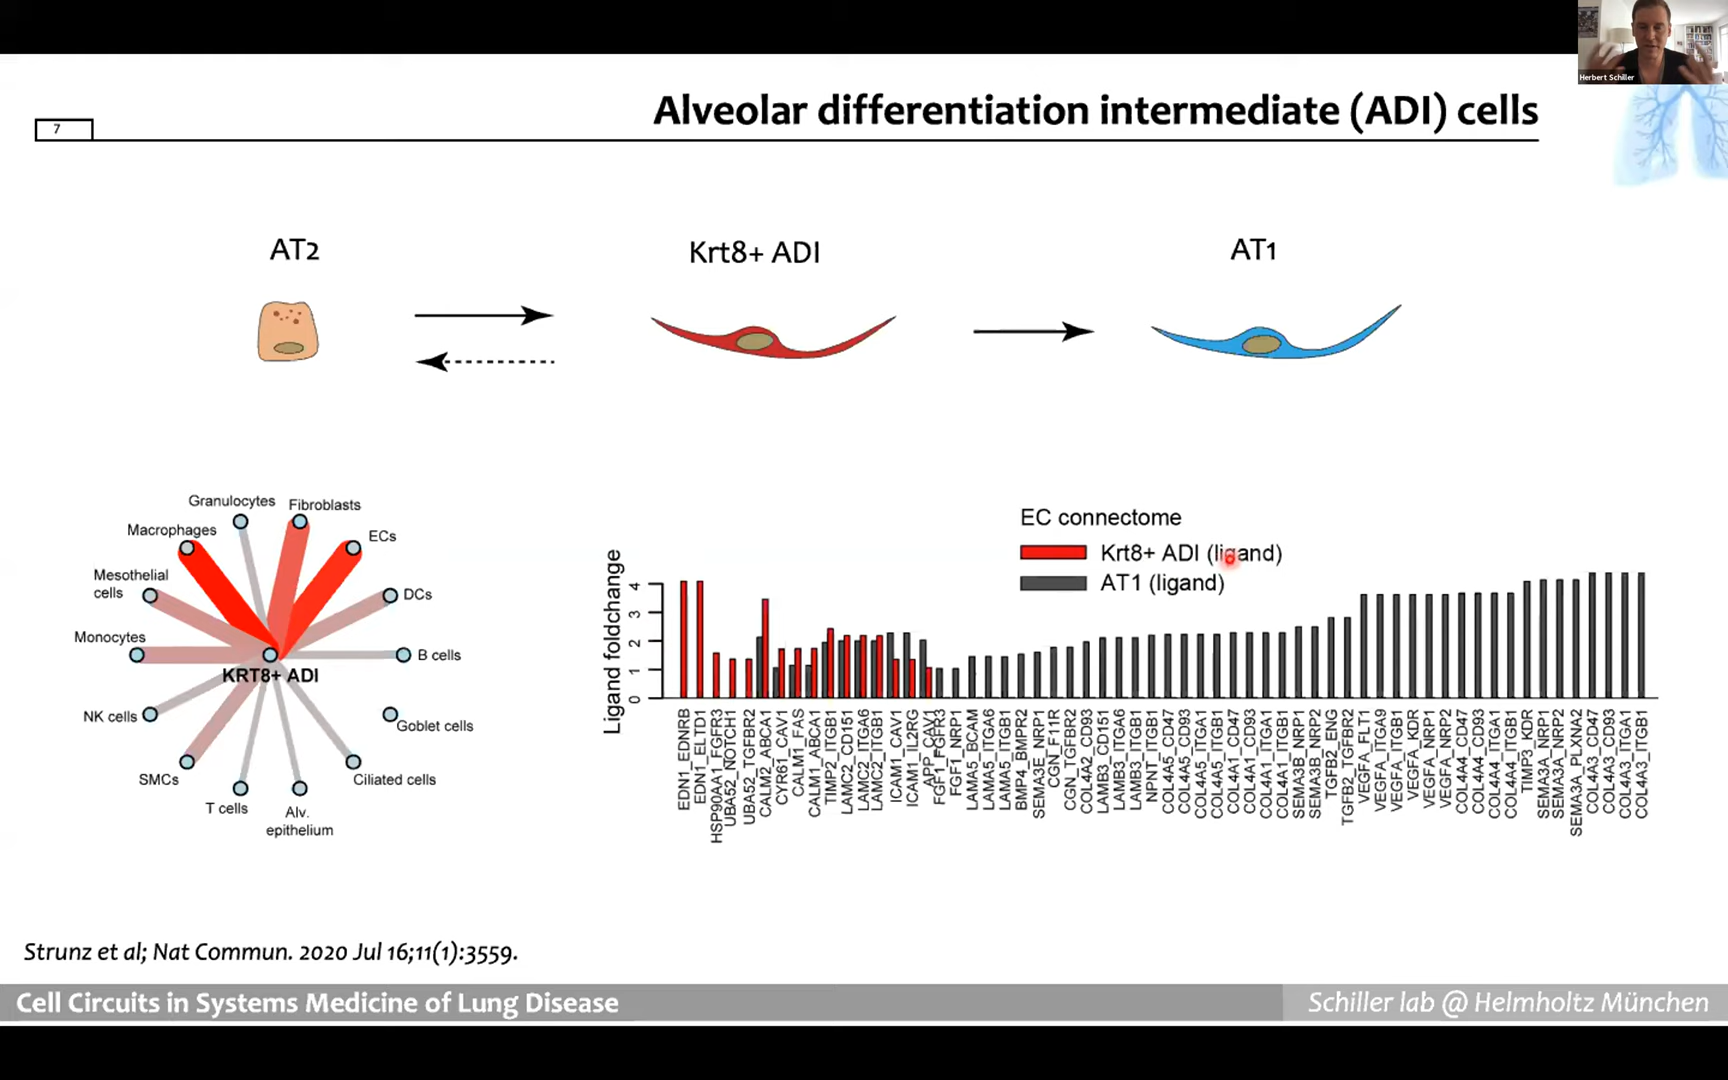 Herbert Schiller
Alveolar differentiation intermediate (ADI) cells
7
AT2
Krt8+ ADI
AT1
Granulocytes
Fibroblasts
Macrophages
ECs
Mesothelial
cells
DCs
Monocytes
B cells
KRT8+ ADI
NK cells
Goblet cells
SMCs
Ciliated cells
T cells
Alv.
epithelium
EC connectome
Krt8+ ADI (ligand)
AT1 (ligand)
Ligand foldchange
4
3
2
1
0
EDN1_EDNRB
EDN1_ELTD1
HSP90AA1_FGFR3
UBA52_NOTCH1
UBA52_TGFBR2
CALM2_ABCA1
CYR61_CAV1
CALM1_FAS
CALM1_ABCA1
TIMP2_ITGB1
LAMC2_CD151
LAMC2_ITGA6
LAMC2_ITGB1
ICAM1_CAV1
ICAM1_IL2RG
APP_CAV1
FGF1_FGFR3
FGF1_NRP1
LAMA5_BCAM
LAMA5_ITGA6
LAMA5_ITGB1
BMP4_BMPR2
SEMA3E_NRP1
CGN_F11R
CGN_TGFBR2
COL4A2_CD93
LAMB3_CD151
LAMB3_ITGA6
LAMB3_ITGB1
NPNT_ITGB1
COL4A5_CD47
COL4A5_CD93
COL4A5_ITGA1
COL4A5_ITGB1
COL4A1_CD47
COL4A1_CD93
COL4A1_ITGA1
COL4A1_ITGB1
SEMA3B_NRP1
SEMA3B_NRP2
TGFB2_ENG
TGFB2_TGFBR2
VEGFA_FLT1
VEGFA_ITGA9
VEGFA_ITGB1
VEGFA_KDR
VEGFA_NRP1
VEGFA_NRP2
COL4A4_CD47
COL4A4_CD93
COL4A4_ITGA1
COL4A4_ITGB1
TIMP3_KDR
SEMA3A_NRP1
SEMA3A_NRP2
SEMA3A_PLXNA2
COL4A3_CD47
COL4A3_CD93
COL4A3_ITGA1
COL4A3_ITGB1
Strunz et al; Nat Commun. 2020 Jul 16;11(1):3559.
Cell Circuits in Systems Medicine of Lung Disease
Schiller lab @ Helmholtz München